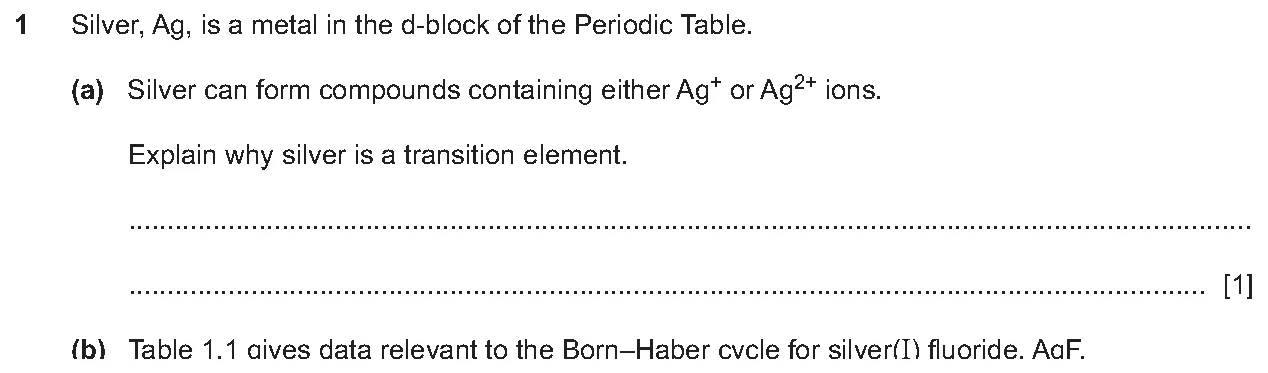 1 Silver, Ag, is a metal in the d-block of the Periodic Table.
(a) Silver can form compounds containing either Ag⁺ or Ag²⁺ ions.
Explain why silver is a transition element.
..........................................................................................................................................................
.................................................................................................................................................... [1]
(b) Table 1.1 gives data relevant to the Born–Haber cycle for silver(I) fluoride, AgF.